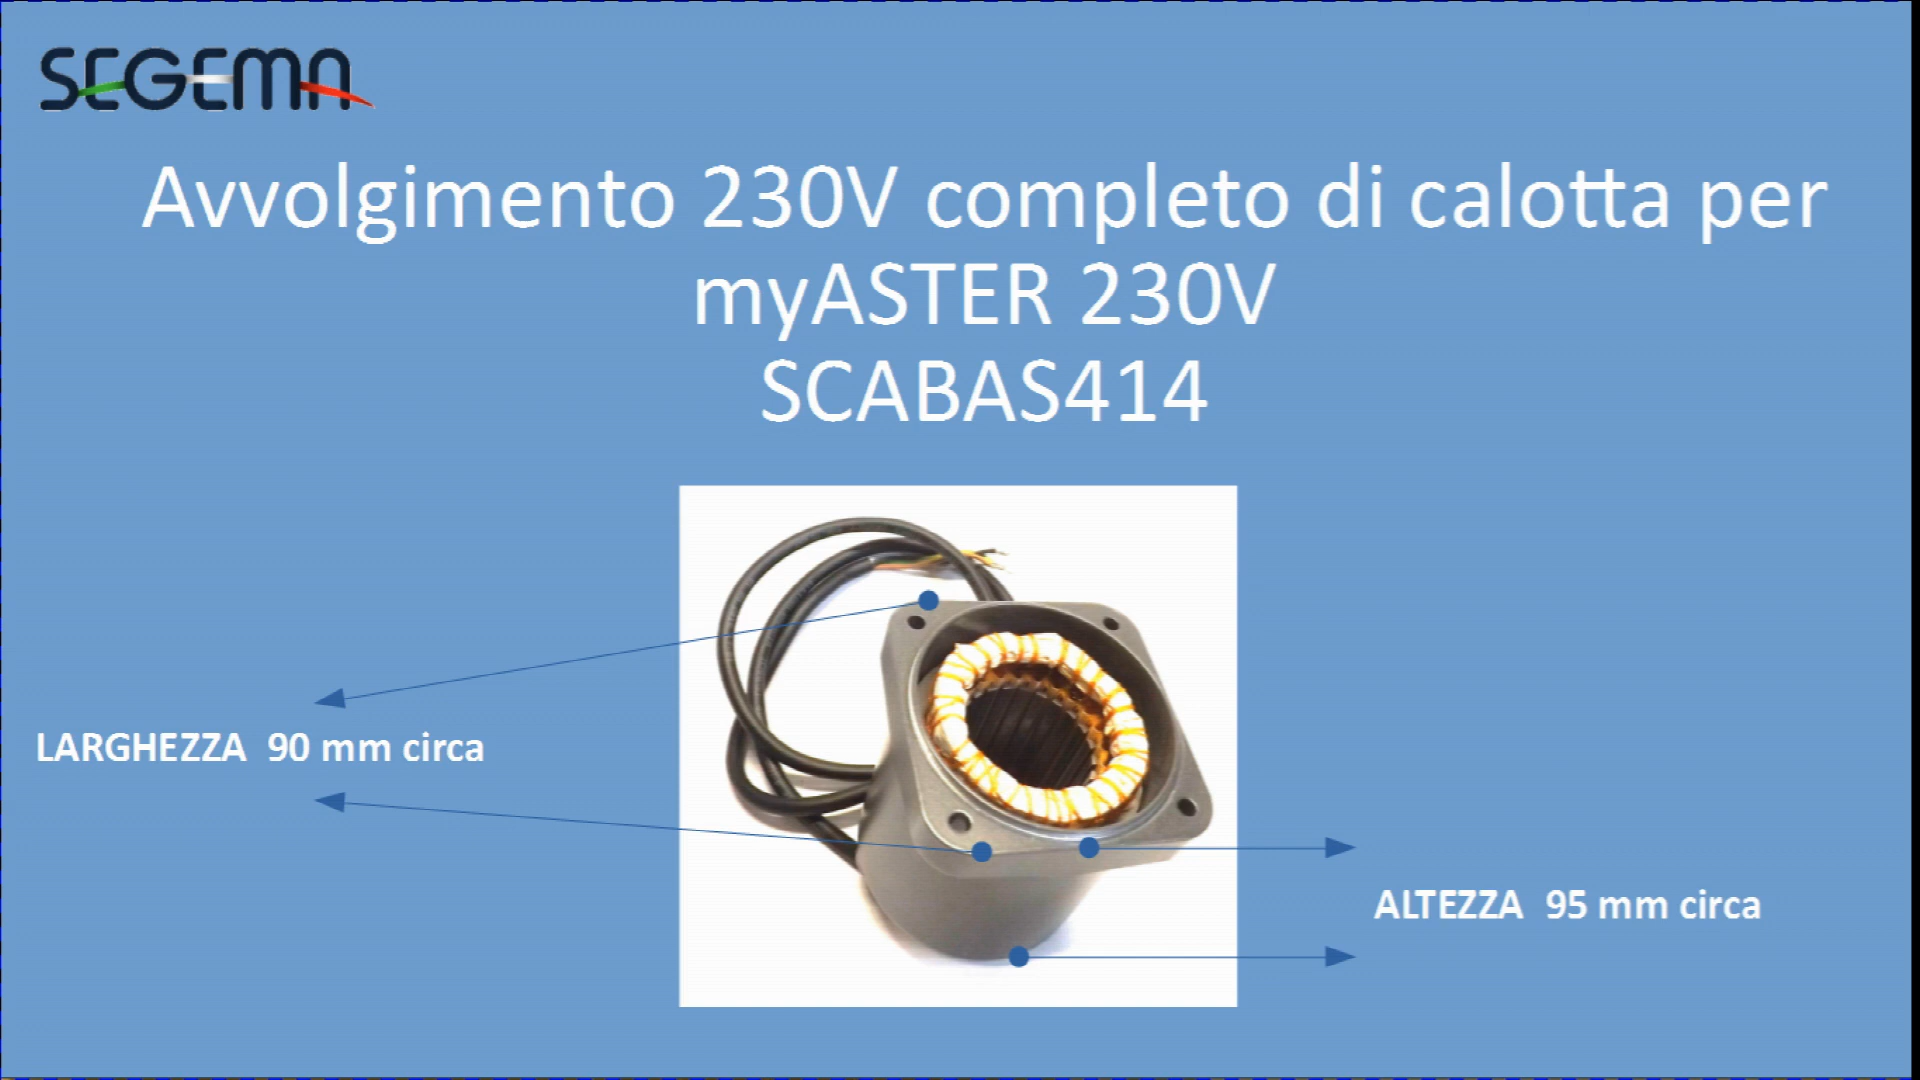 SEGEMA
Avvolgimento 230V completo di calotta per
myASTER 230V
SCABAS414
LARGHEZZA 90 mm circa
ALTEZZA 95 mm circa